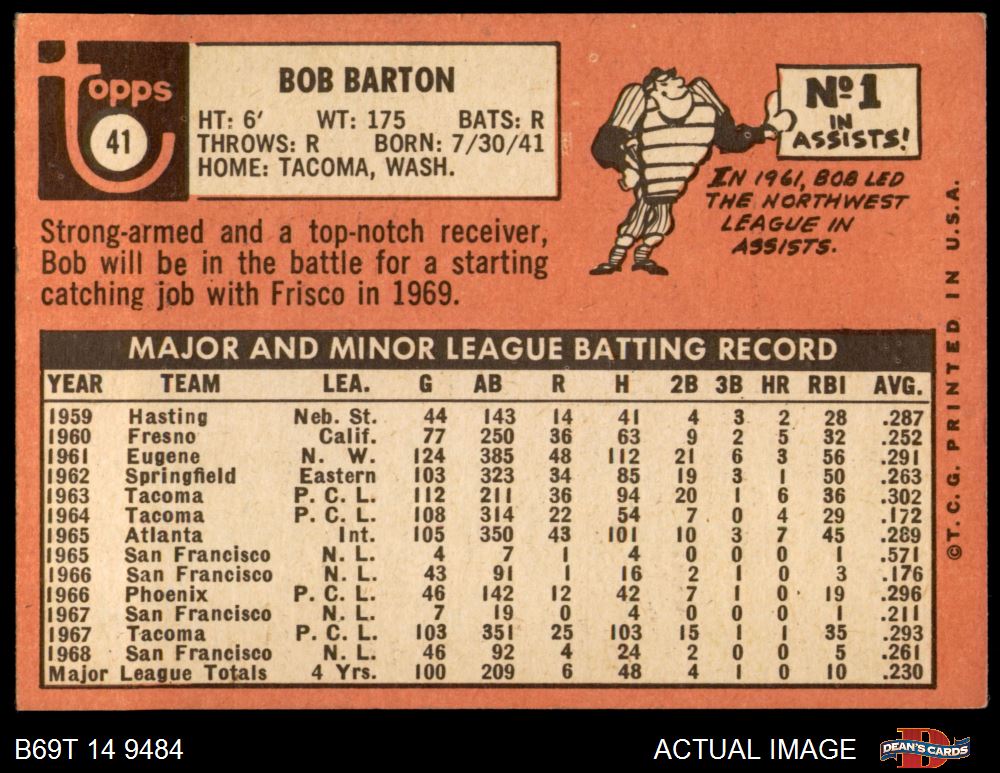 Topps
41
BOB BARTON
HT: 6' WT: 175 BATS: R
THROWS: R BORN: 7/30/41
HOME: TACOMA, WASH.
Strong-armed and a top-notch receiver,
Bob will be in the battle for a starting
catching job with Frisco in 1969.
Nº 1
IN
ASSISTS!
IN 1961, BOB LED
THE NORTHWEST
LEAGUE IN
ASSISTS.
©T.C.G. PRINTED IN U.S.A.
MAJOR AND MINOR LEAGUE BATTING RECORD
YEAR TEAM LEA. G AB R H 2B 3B HR RBI AVG.
1959 Hasting Neb. St. 44 143 14 41 4 3 2 28 .287
1960 Fresno Calif. 77 250 36 63 9 2 5 32 .252
1961 Eugene N. W. 124 385 48 112 21 6 3 56 .291
1962 Springfield Eastern 103 323 34 85 19 3 1 50 .263
1963 Tacoma P. C. L. 112 211 36 94 20 1 6 36 .302
1964 Tacoma P. C. L. 108 314 22 54 7 0 4 29 .172
1965 Atlanta Int. 105 350 43 101 10 3 7 45 .289
1965 San Francisco N. L. 4 7 1 4 0 0 0 1 .571
1966 San Francisco N. L. 43 91 1 16 2 1 0 3 .176
1966 Phoenix P. C. L. 46 142 12 42 7 1 0 19 .296
1967 San Francisco N. L. 7 19 0 4 0 0 0 1 .211
1967 Tacoma P. C. L. 103 351 25 103 15 1 1 35 .293
1968 San Francisco N. L. 46 92 4 24 2 0 0 5 .261
Major League Totals 4 Yrs. 100 209 6 48 4 1 0 10 .230
B69T 14 9484
ACTUAL IMAGE
DEAN'S CARDS